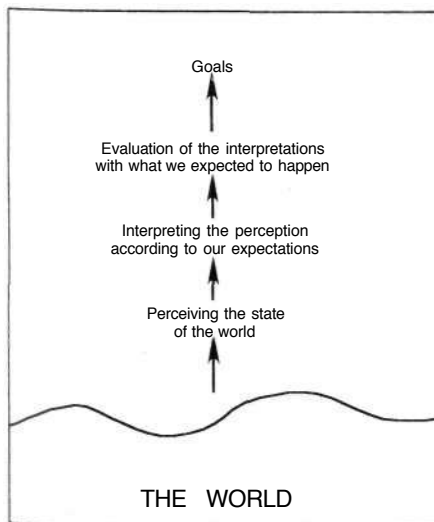 Goals
Evaluation of the interpretations
with what we expected to happen
Interpreting the perception
according to our expectations
Perceiving the state
of the world
THE WORLD